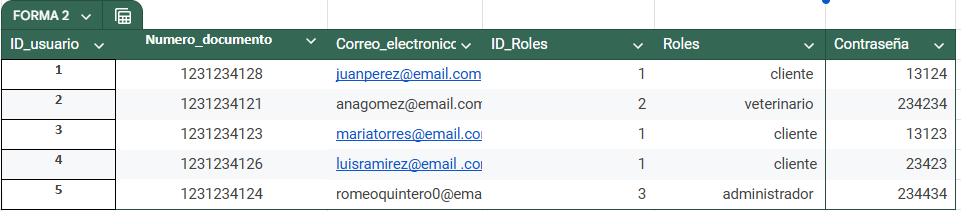 FORMA 2
ID_usuario Numero_documento Correo_electronicc ID_Roles Roles Contraseña
1 1231234128 juanperez@email.com 1 cliente 13124
2 1231234121 anagomez@email.com 2 veterinario 234234
3 1231234123 mariatorres@email.co 1 cliente 13123
4 1231234126 luisramirez@email .co 1 cliente 23423
5 1231234124 romeoquintero0@ema 3 administrador 234434